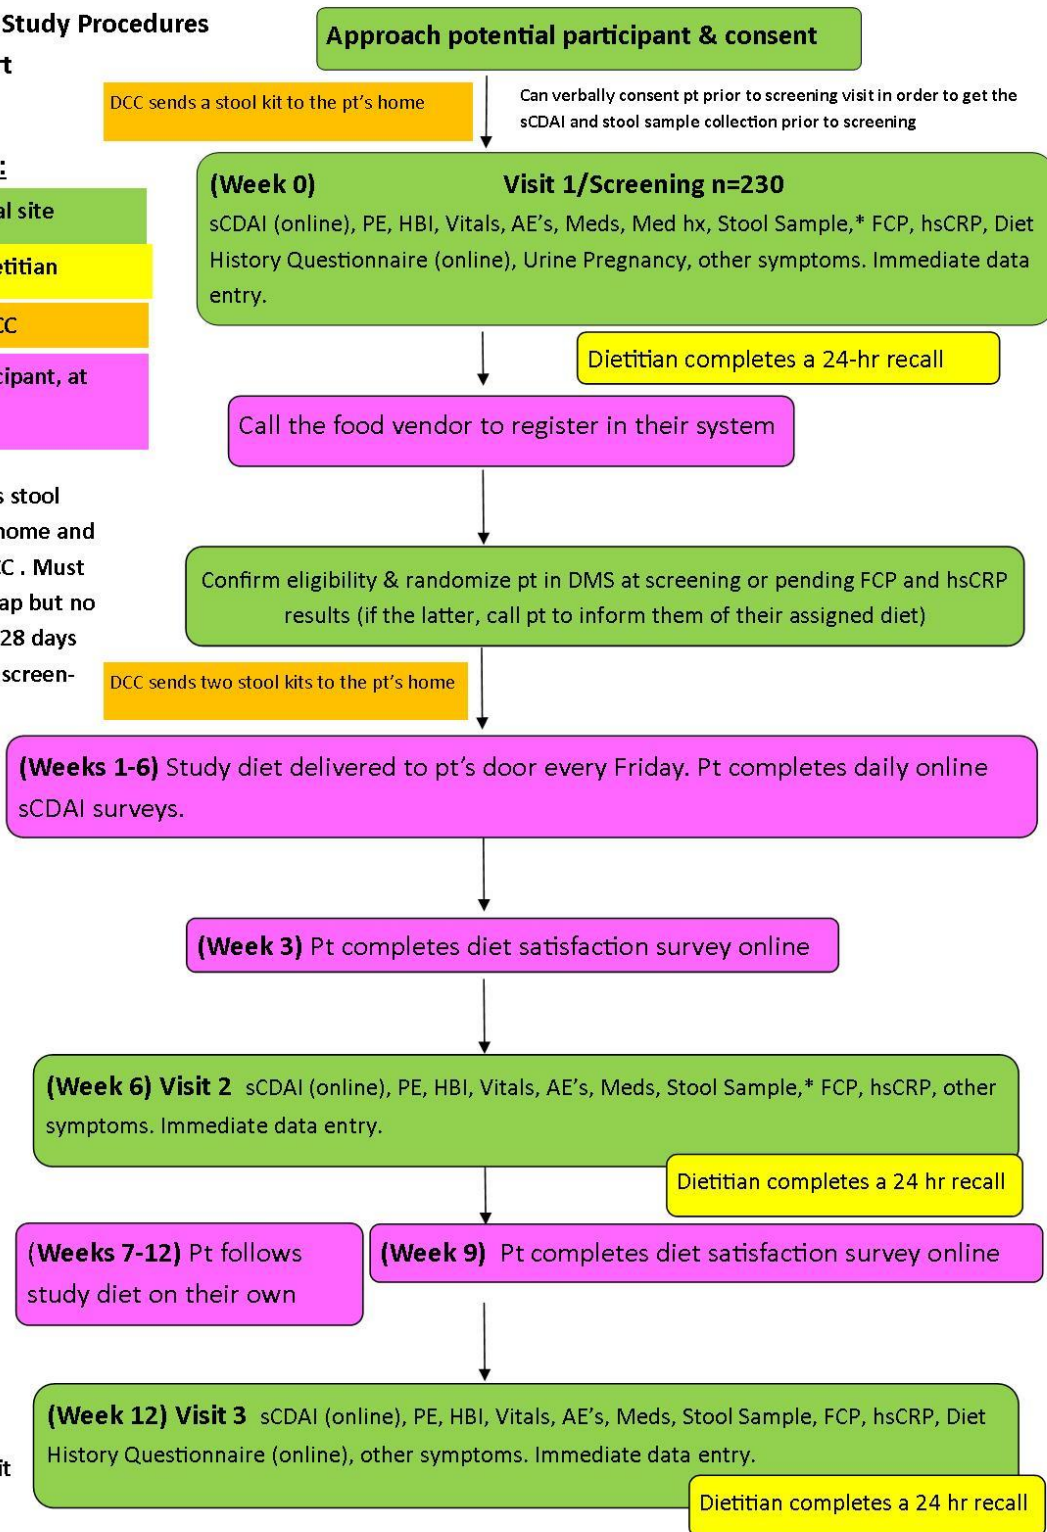 Study Procedures
rt
:
al site
etitian
CC
cipant, at
s stool
home and
CC . Must
ap but no
28 days
screen-
it
Approach potential participant & consent
DCC sends a stool kit to the pt's home
Can verbally consent pt prior to screening visit in order to get the
sCDAI and stool sample collection prior to screening
(Week 0) Visit 1/Screening n=230
sCDAI (online), PE, HBI, Vitals, AE's, Meds, Med hx, Stool Sample,* FCP, hsCRP, Diet
History Questionnaire (online), Urine Pregnancy, other symptoms. Immediate data
entry.
Dietitian completes a 24-hr recall
Call the food vendor to register in their system
Confirm eligibility & randomize pt in DMS at screening or pending FCP and hsCRP
results (if the latter, call pt to inform them of their assigned diet)
DCC sends two stool kits to the pt's home
(Weeks 1-6) Study diet delivered to pt's door every Friday. Pt completes daily online
sCDAI surveys.
(Week 3) Pt completes diet satisfaction survey online
(Week 6) Visit 2 sCDAI (online), PE, HBI, Vitals, AE's, Meds, Stool Sample,* FCP, hsCRP, other
symptoms. Immediate data entry.
Dietitian completes a 24 hr recall
(Weeks 7-12) Pt follows
study diet on their own
(Week 9) Pt completes diet satisfaction survey online
(Week 12) Visit 3 sCDAI (online), PE, HBI, Vitals, AE's, Meds, Stool Sample, FCP, hsCRP, Diet
History Questionnaire (online), other symptoms. Immediate data entry.
Dietitian completes a 24 hr recall